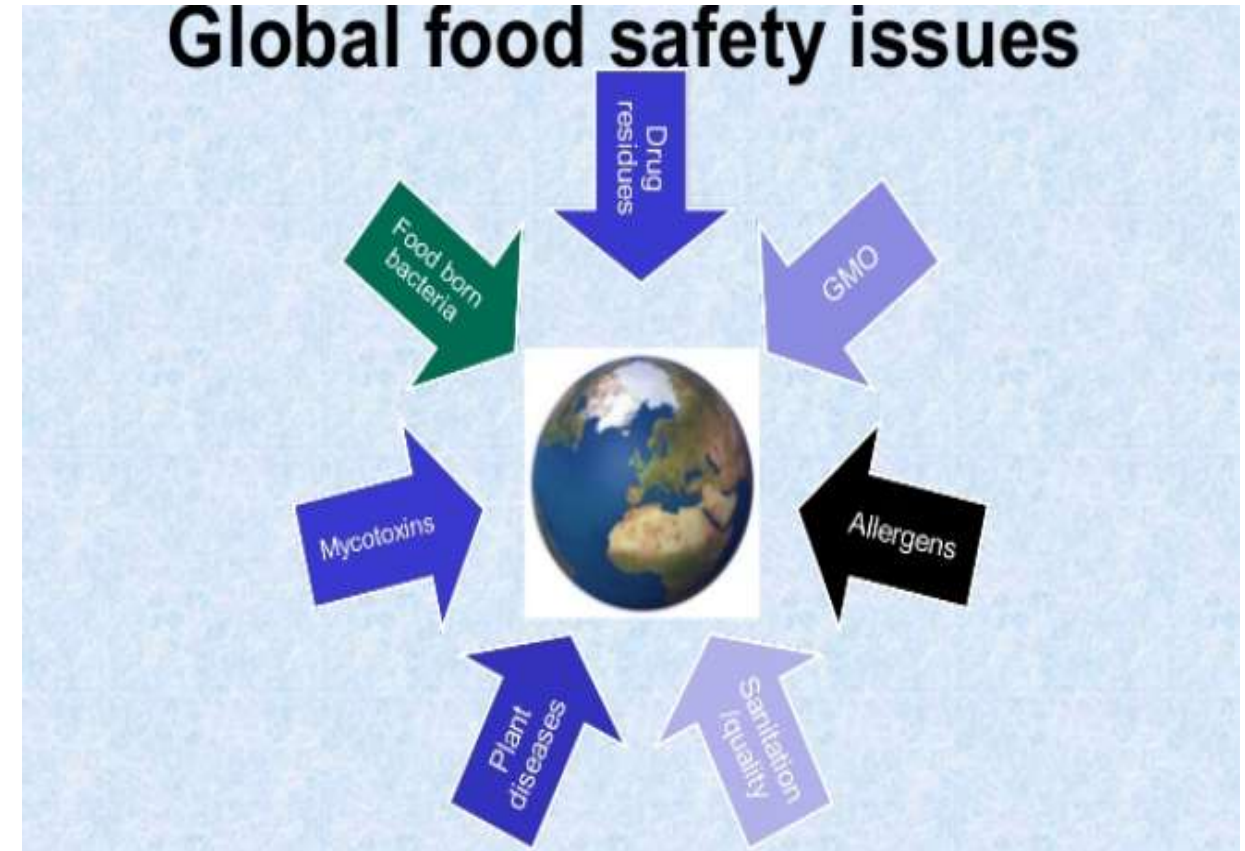 Global food safety issues
Drug
residues
GMO
Allergens
Sanitation
/quality
Plant
diseases
Mycotoxins
Food born
bacteria